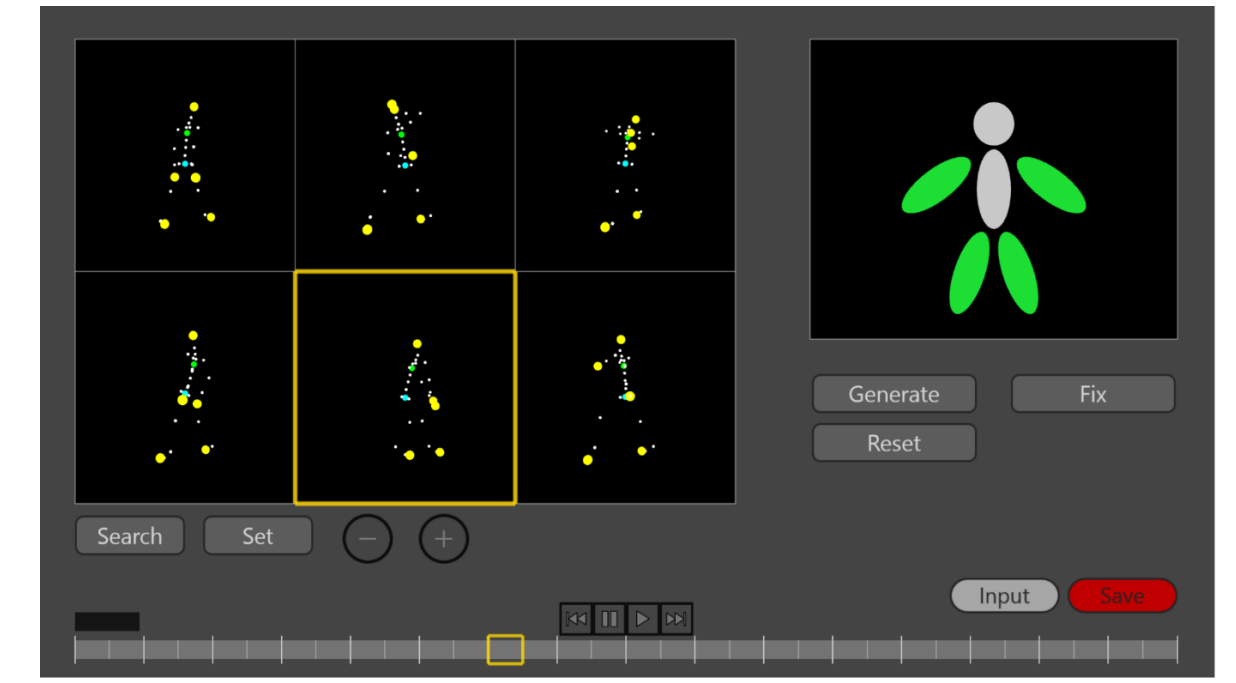 Generate
Fix
Reset
Search
Set
Input
Save